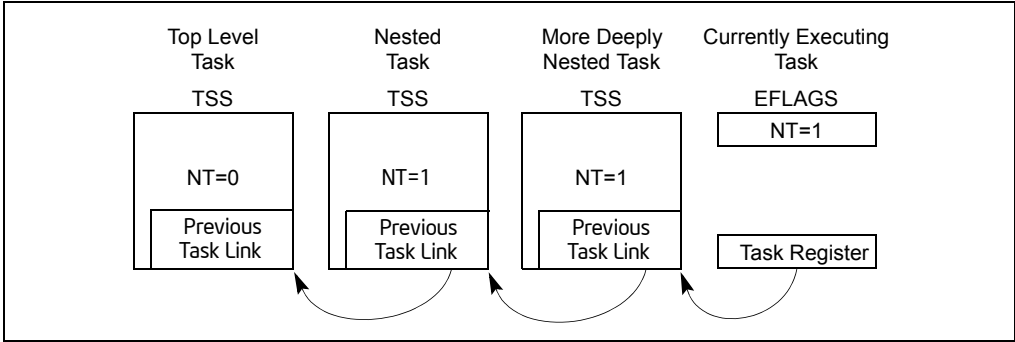 Top Level
Task
TSS
NT=0
Previous
Task Link
Nested
Task
TSS
NT=1
Previous
Task Link
More Deeply
Nested Task
TSS
NT=1
Previous
Task Link
Currently Executing
Task
EFLAGS
NT=1
Task Register